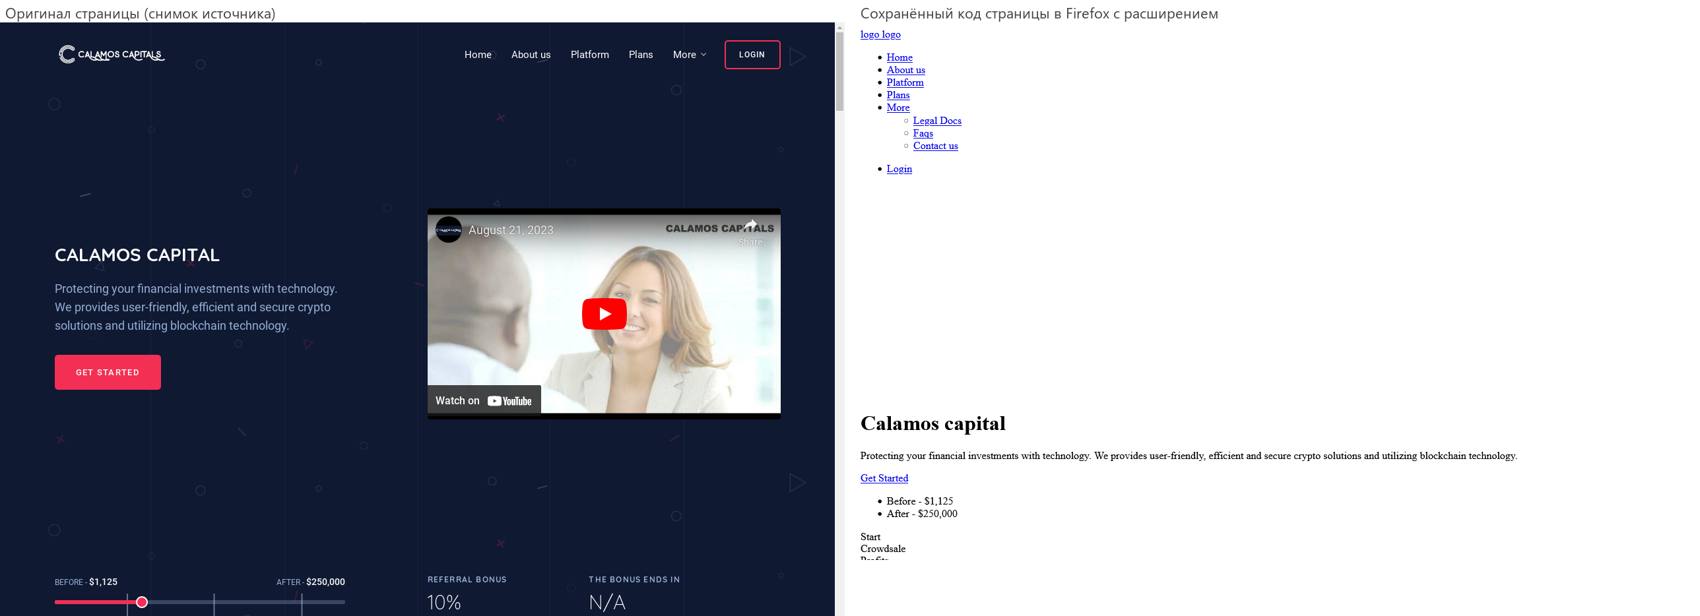 Оригинал страницы (снимок источника)
CALAMOS CAPITALS
Home About us Platform Plans More LOGIN
August 21, 2023
CALAMOS CAPITALS
Share
CALAMOS CAPITAL
Protecting your financial investments with technology.
We provides user-friendly, efficient and secure crypto
solutions and utilizing blockchain technology.
GET STARTED
Watch on YouTube
BEFORE - $1,125 AFTER - $250,000
REFERRAL BONUS THE BONUS ENDS IN
10% N/A
Сохранённый код страницы в Firefox с расширением
logo logo
Home
About us
Platform
Plans
More
Legal Docs
Faqs
Contact us
Login
Calamos capital
Protecting your financial investments with technology. We provides user-friendly, efficient and secure crypto solutions and utilizing blockchain technology.
Get Started
Before - $1,125
After - $250,000
Start
Crowdsale